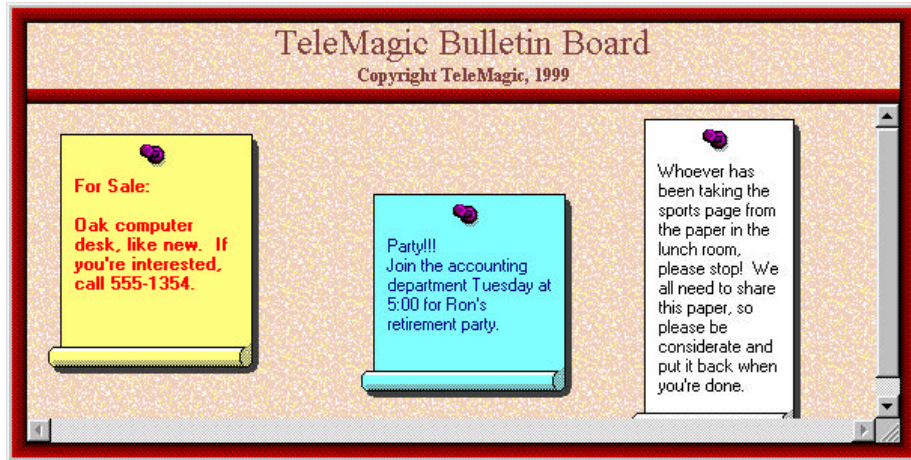 TeleMagic Bulletin Board
Copyright TeleMagic, 1999
For Sale:
Oak computer
desk, like new.  If
you're interested,
call 555-1354.
Party!!!
Join the accounting
department Tuesday at
5:00 for Ron's
retirement party.
Whoever has
been taking the
sports page from
the paper in the
lunch room,
please stop!  We
all need to share
this paper, so
please be
considerate and
put it back when
you're done.